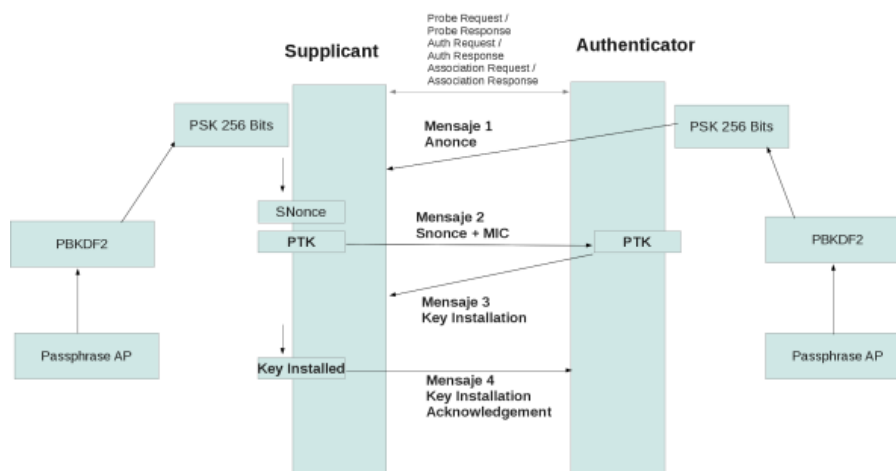 Probe Request /
Probe Response
Auth Request /
Auth Response
Association Request /
Association Response
Supplicant
Authenticator
PSK 256 Bits
Mensaje 1
Anonce
PSK 256 Bits
SNonce
Mensaje 2
Snonce + MIC
PBKDF2
PTK
PTK
PBKDF2
Mensaje 3
Key Installation
Passphrase AP
Key Installed
Passphrase AP
Mensaje 4
Key Installation
Acknowledgement